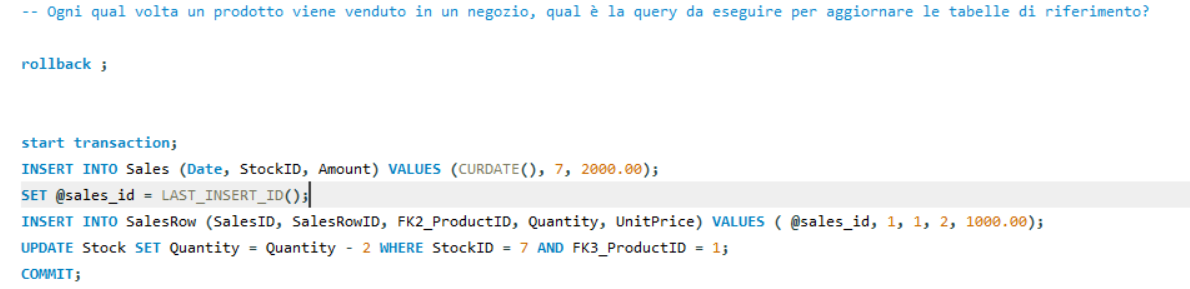 -- Ogni qual volta un prodotto viene venduto in un negozio, qual è la query da eseguire per aggiornare le tabelle di riferimento?
rollback ;
start transaction;
INSERT INTO Sales (Date, StockID, Amount) VALUES (CURDATE(), 7, 2000.00);
SET @sales_id = LAST_INSERT_ID();
INSERT INTO SalesRow (SalesID, SalesRowID, FK2_ProductID, Quantity, UnitPrice) VALUES ( @sales_id, 1, 1, 2, 1000.00);
UPDATE Stock SET Quantity = Quantity - 2 WHERE StockID = 7 AND FK3_ProductID = 1;
COMMIT;